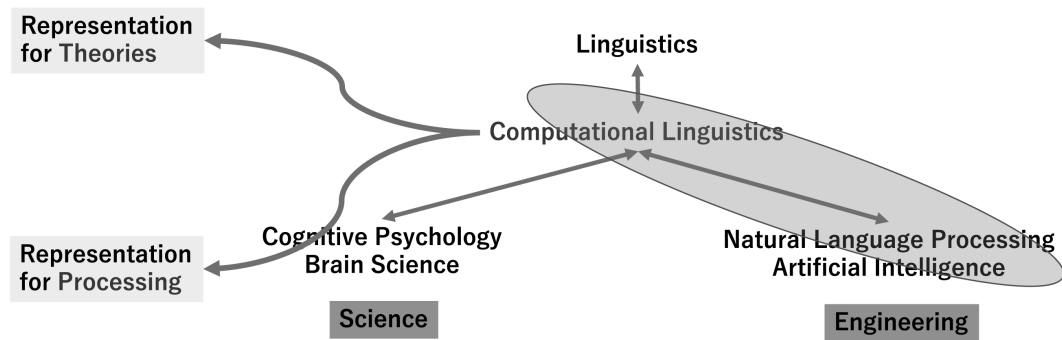 Representation
for Theories
Linguistics
Computational Linguistics
Cognitive Psychology
Brain Science
Natural Language Processing
Artificial Intelligence
Representation
for Processing
Science
Engineering